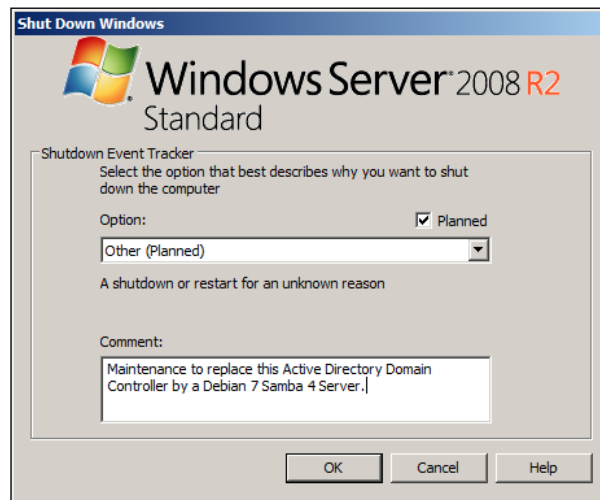 Shut Down Windows
Windows Server® 2008 R2
Standard
Shutdown Event Tracker
Select the option that best describes why you want to shut
down the computer
Option:
Planned
Other (Planned)
A shutdown or restart for an unknown reason
Comment:
Maintenance to replace this Active Directory Domain
Controller by a Debian 7 Samba 4 Server.
OK Cancel Help